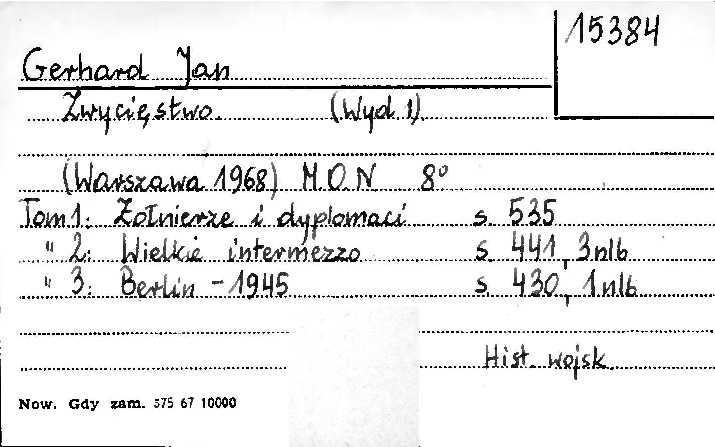 15384
Gerhard Jan
Zwycięstwo. (Wyd. 1).
(Warszawa 1968) M O N 8°
Tom 1: Żołnierze i dyplomaci s. 535
" 2: Wielkie intermezzo s. 441, 3 nlb
" 3: Berlin - 1945 s. 430, 1 nlb
Hist. wojsk.
Now. Gdy zam. 575 67 10000